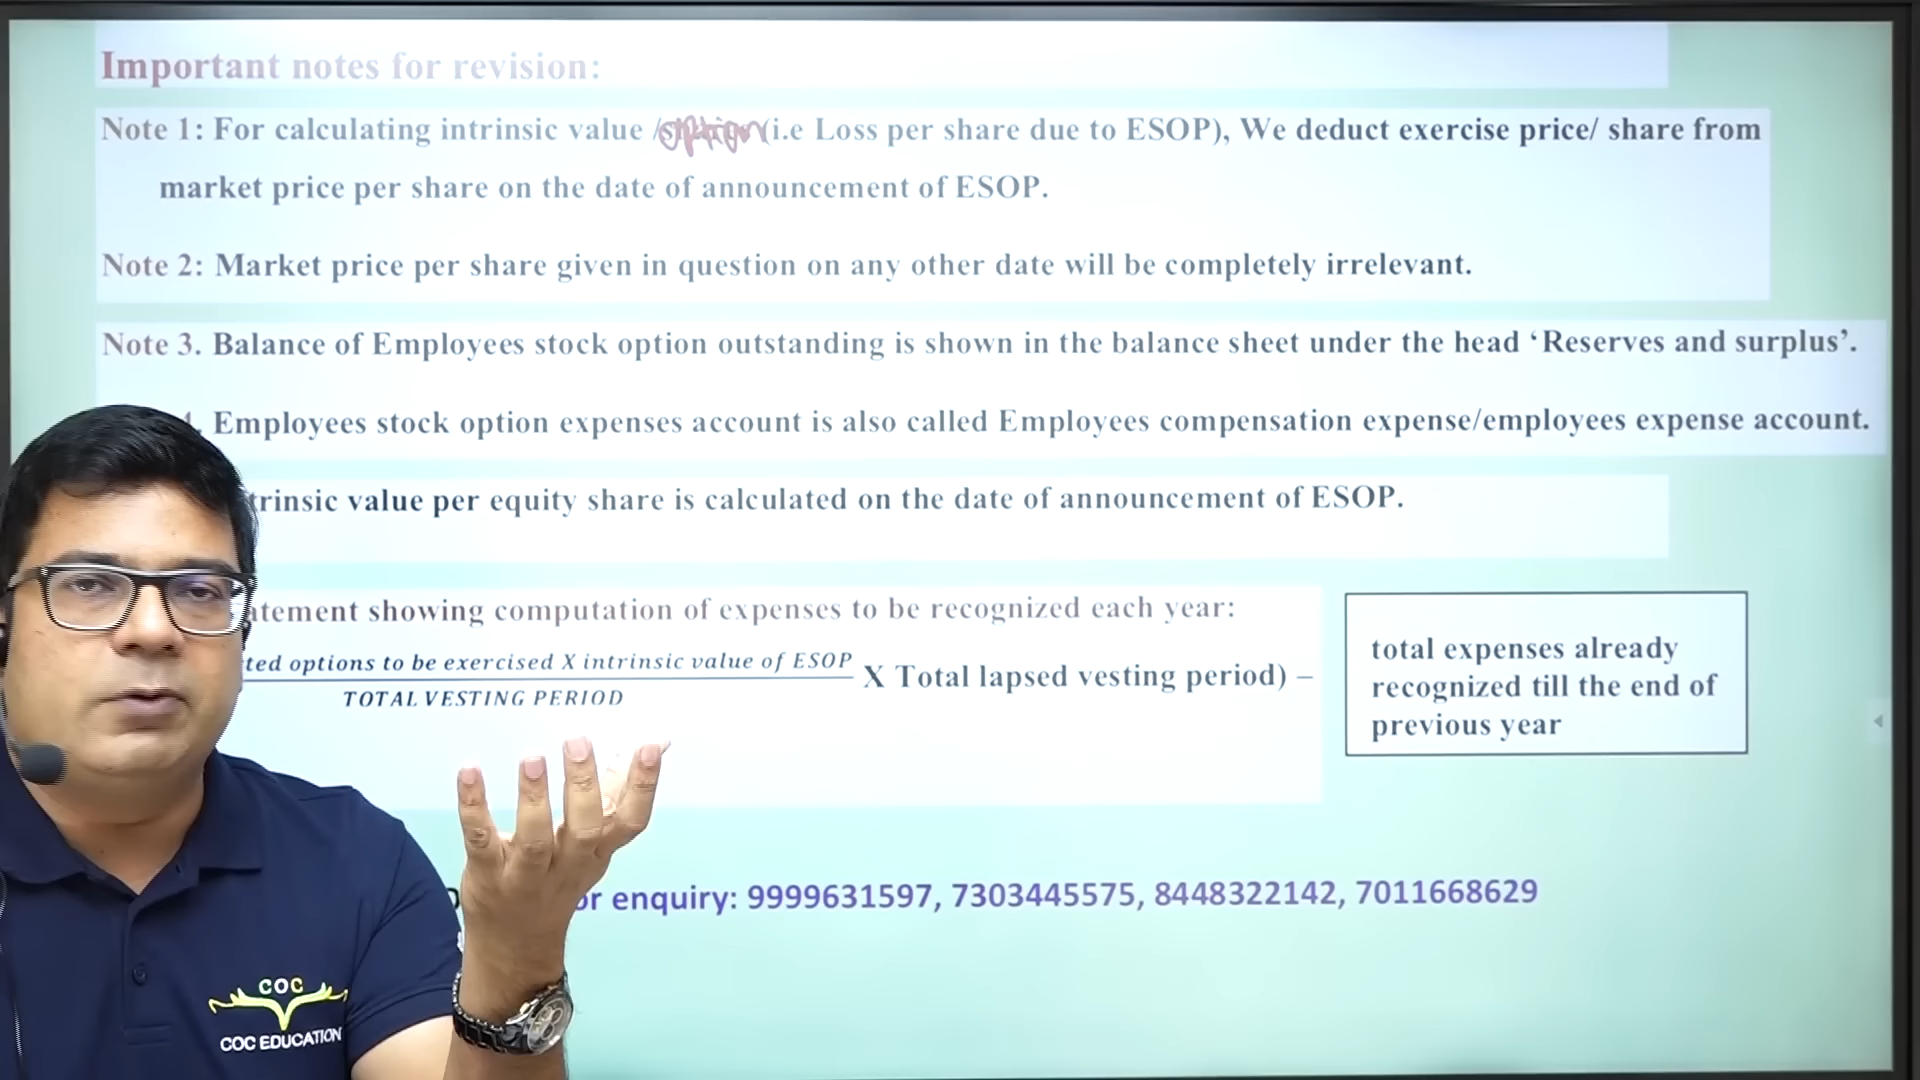 Important notes for revision:
Note 1: For calculating intrinsic value /option (i.e Loss per share due to ESOP), We deduct exercise price/ share from
market price per share on the date of announcement of ESOP.
Note 2: Market price per share given in question on any other date will be completely irrelevant.
Note 3. Balance of Employees stock option outstanding is shown in the balance sheet under the head ‘Reserves and surplus’.
Employees stock option expenses account is also called Employees compensation expense/employees expense account.
trinsic value per equity share is calculated on the date of announcement of ESOP.
atement showing computation of expenses to be recognized each year:
ted options to be exercised X intrinsic value of ESOP
TOTAL VESTING PERIOD
X Total lapsed vesting period) –
total expenses already
recognized till the end of
previous year
or enquiry: 9999631597, 7303445575, 8448322142, 7011668629
COC
COC EDUCATION